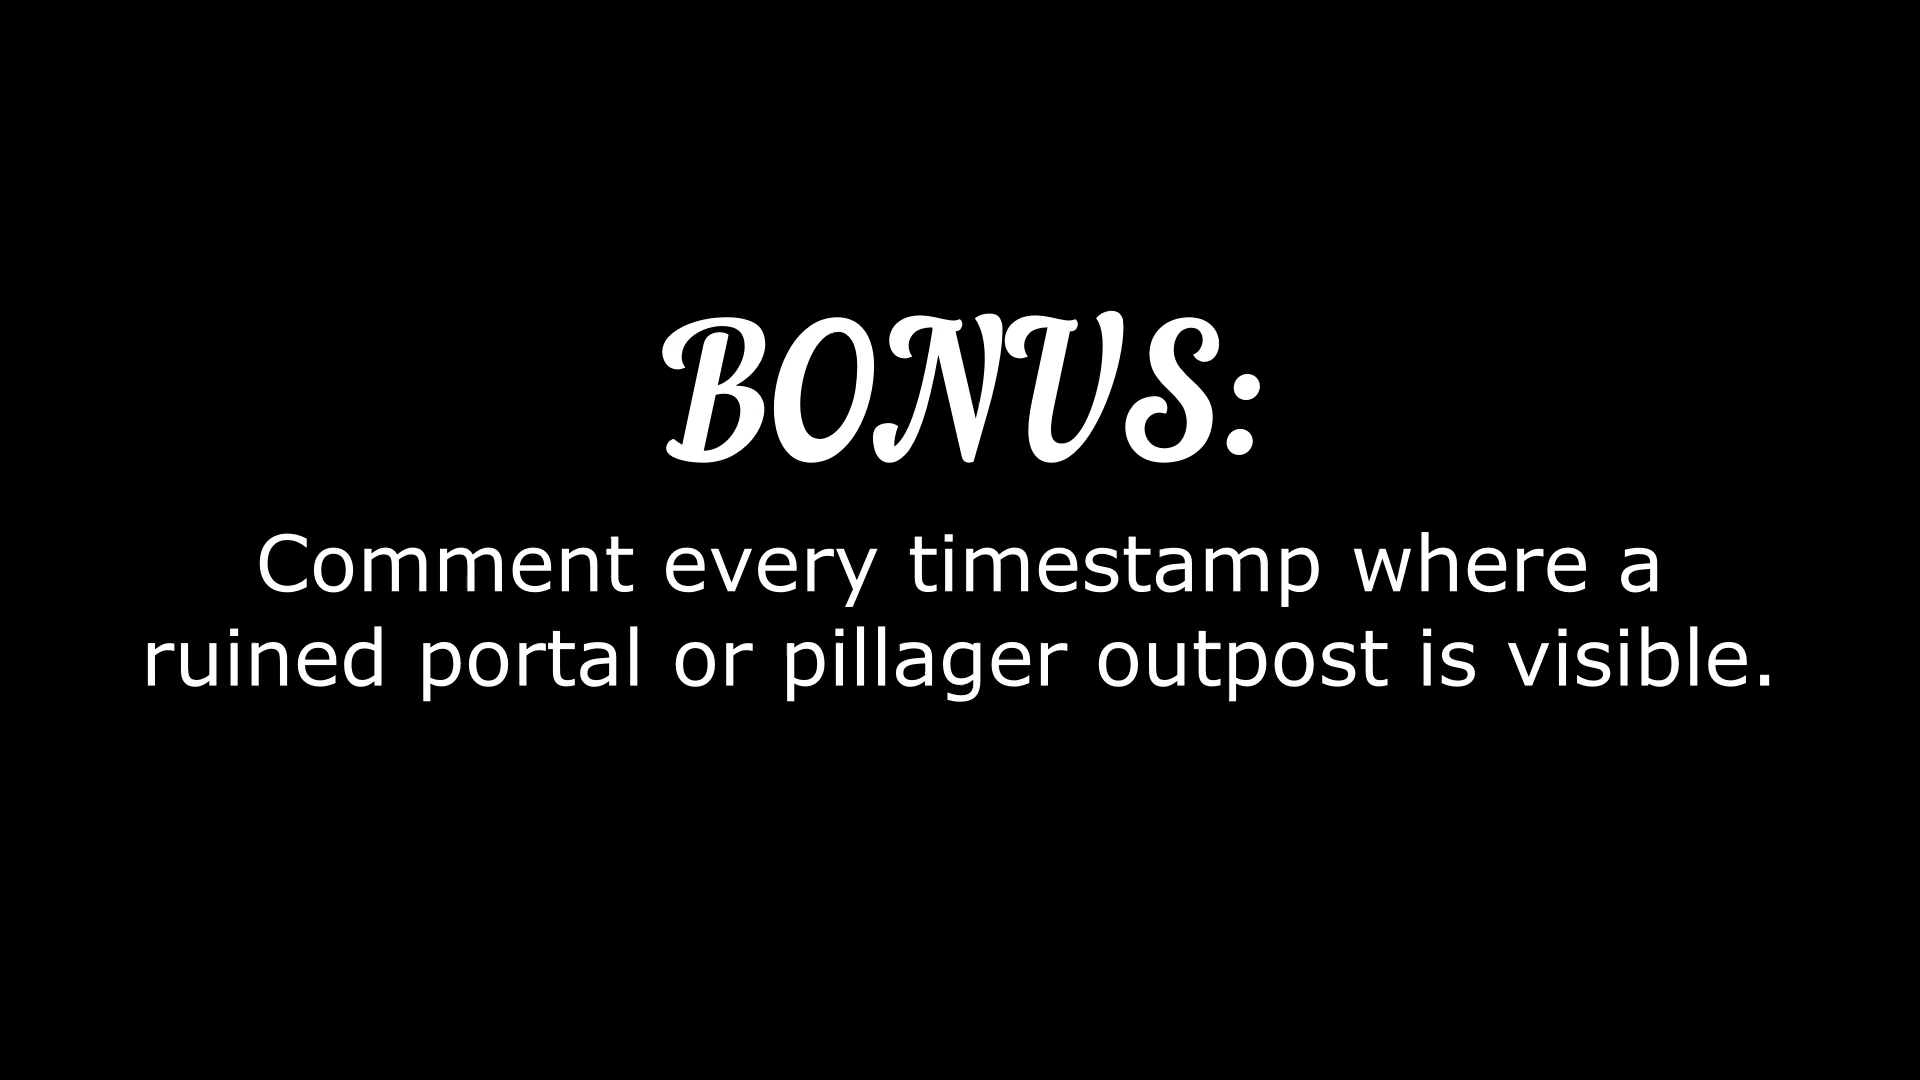 BONUS:
Comment every timestamp where a
ruined portal or pillager outpost is visible.